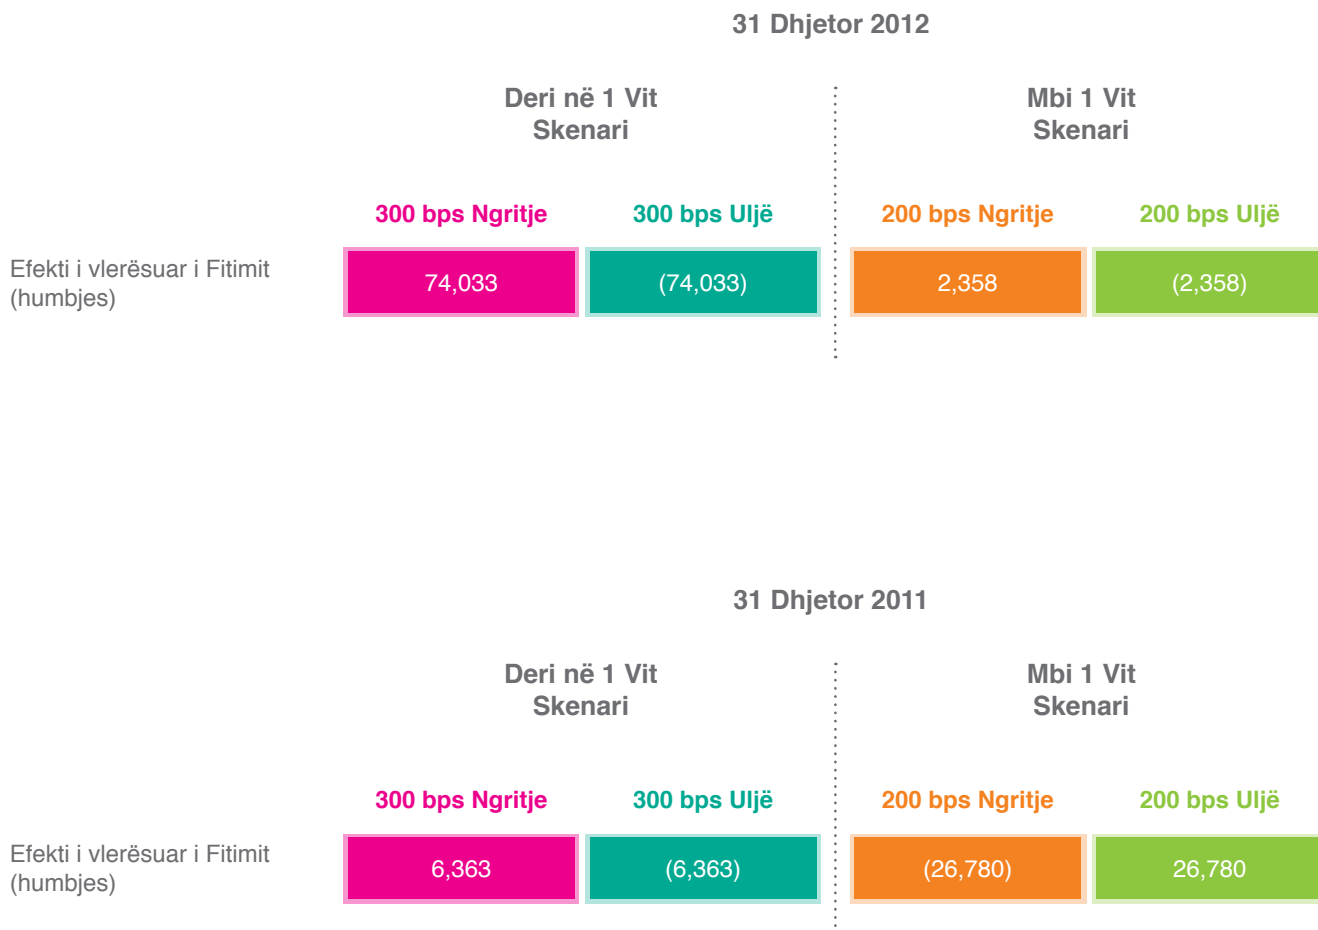 31 Dhjetor 2012
Deri në 1 Vit
Skenari
Mbi 1 Vit
Skenari
300 bps Ngritje
300 bps Uljë
200 bps Ngritje
200 bps Uljë
Efekti i vlerësuar i Fitimit
(humbjes)
74,033
(74,033)
2,358
(2,358)
31 Dhjetor 2011
Deri në 1 Vit
Skenari
Mbi 1 Vit
Skenari
300 bps Ngritje
300 bps Uljë
200 bps Ngritje
200 bps Uljë
Efekti i vlerësuar i Fitimit
(humbjes)
6,363
(6,363)
(26,780)
26,780